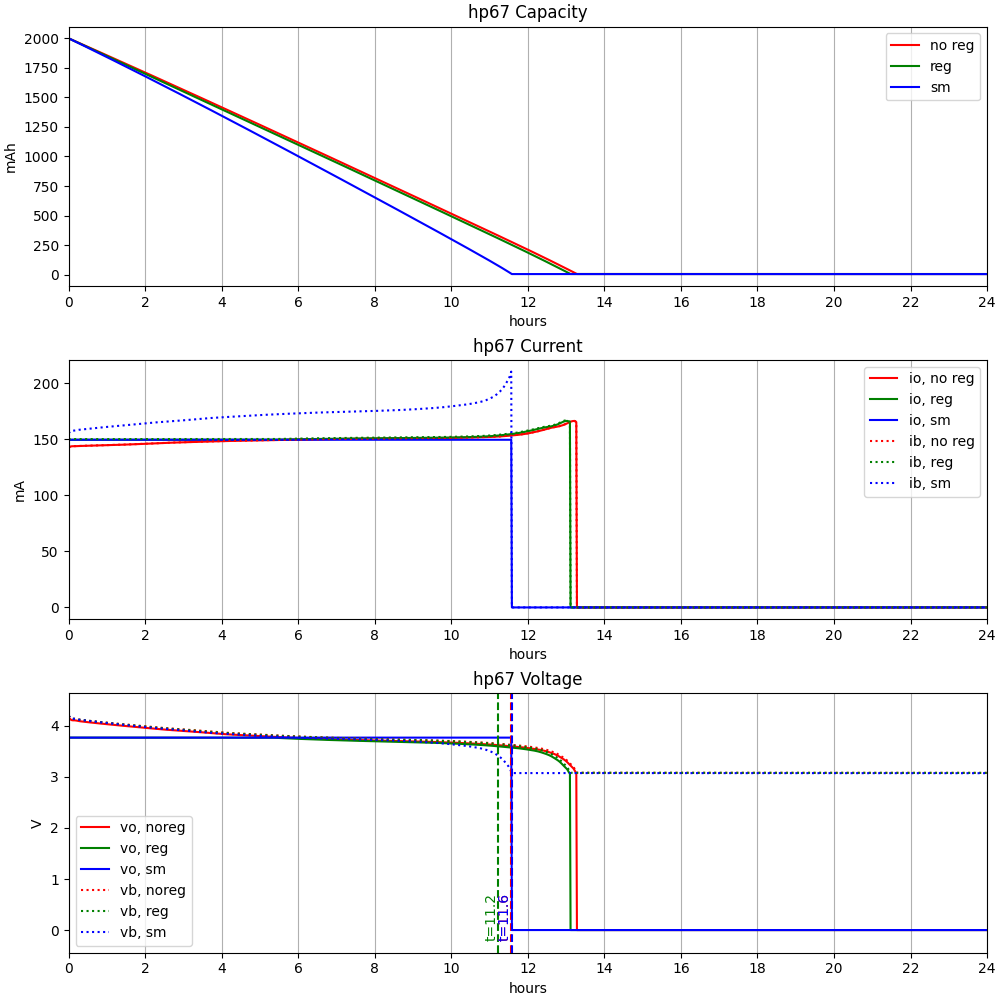 hp67 Capacity
mAh
2000
1750
1500
1250
1000
750
500
250
0
no reg
reg
sm
0 2 4 6 8 10 12 14 16 18 20 22 24
hours
hp67 Current
mA
200
150
100
50
0
io, no reg
io, reg
io, sm
ib, no reg
ib, reg
ib, sm
0 2 4 6 8 10 12 14 16 18 20 22 24
hours
hp67 Voltage
V
4
3
2
1
0
vo, noreg
vo, reg
vo, sm
vb, noreg
vb, reg
vb, sm
t=11.2
t=11.6
0 2 4 6 8 10 12 14 16 18 20 22 24
hours